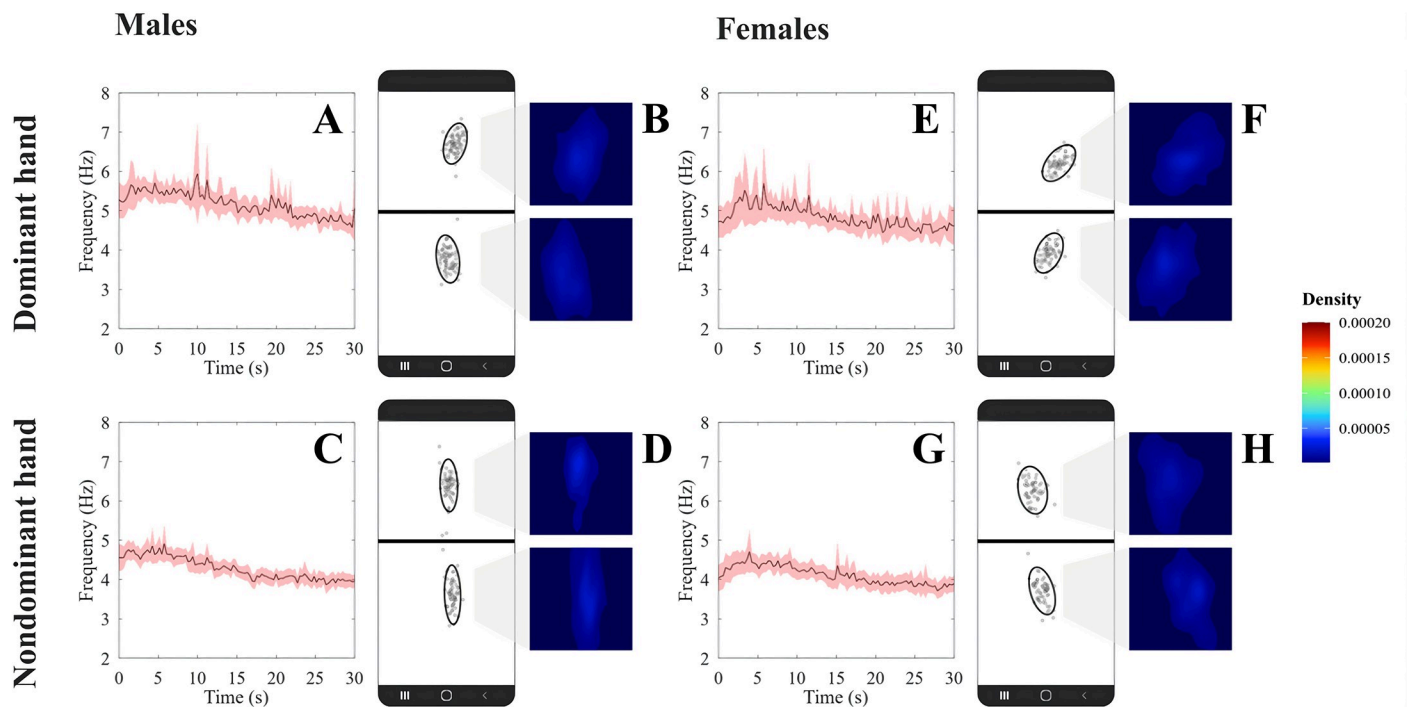 Males
Females
Dominant hand
Nondominant hand
A
8
7
6
5
4
3
2
Frequency (Hz)
0 5 10 15 20 25 30
Time (s)
B
E
8
7
6
5
4
3
2
Frequency (Hz)
0 5 10 15 20 25 30
Time (s)
F
Density
0.00020
0.00015
0.00010
0.00005
C
8
7
6
5
4
3
2
Frequency (Hz)
0 5 10 15 20 25 30
Time (s)
D
G
8
7
6
5
4
3
2
Frequency (Hz)
0 5 10 15 20 25 30
Time (s)
H